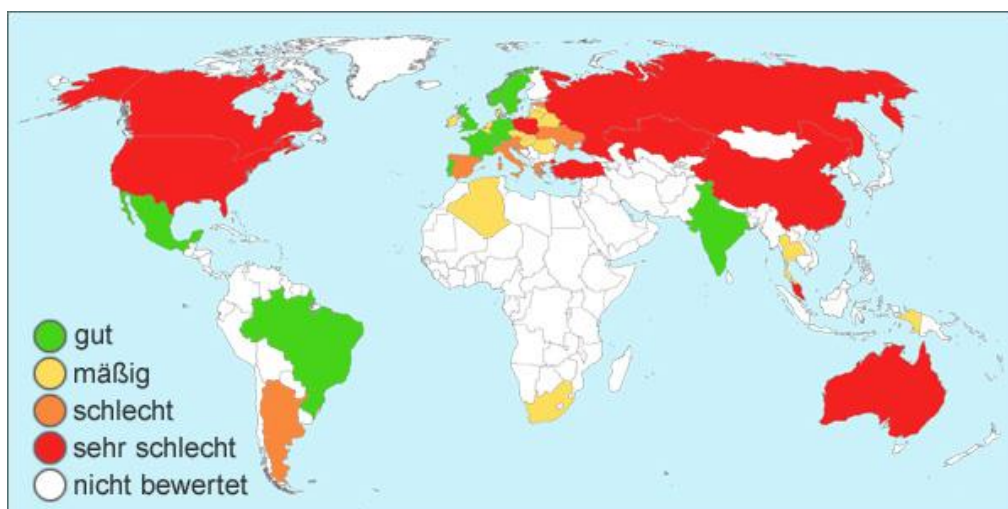 gut
mäßig
schlecht
sehr schlecht
nicht bewertet